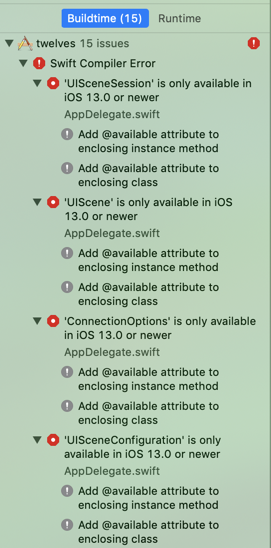 Buildtime (15) Runtime
twelves 15 issues
Swift Compiler Error
'UISceneSession' is only available in
iOS 13.0 or newer
AppDelegate.swift
Add @available attribute to
enclosing instance method
Add @available attribute to
enclosing class
'UIScene' is only available in iOS
13.0 or newer
AppDelegate.swift
Add @available attribute to
enclosing instance method
Add @available attribute to
enclosing class
'ConnectionOptions' is only available
in iOS 13.0 or newer
AppDelegate.swift
Add @available attribute to
enclosing instance method
Add @available attribute to
enclosing class
'UISceneConfiguration' is only
available in iOS 13.0 or newer
AppDelegate.swift
Add @available attribute to
enclosing instance method
Add @available attribute to
enclosing class